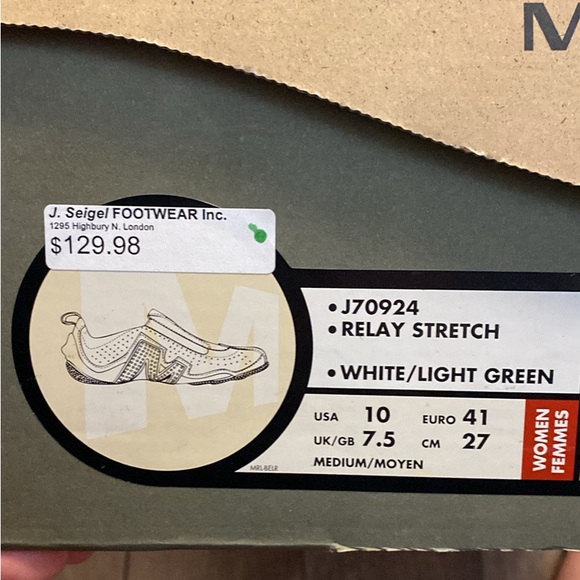 M
J. Seigel FOOTWEAR Inc.
1295 Highbury N. London
$129.98
M
• J70924
• RELAY STRETCH
• WHITE/LIGHT GREEN
USA 10 EURO 41
UK/GB 7.5 CM 27
MEDIUM/MOYEN
WOMEN
FEMMES
MRL-BELR